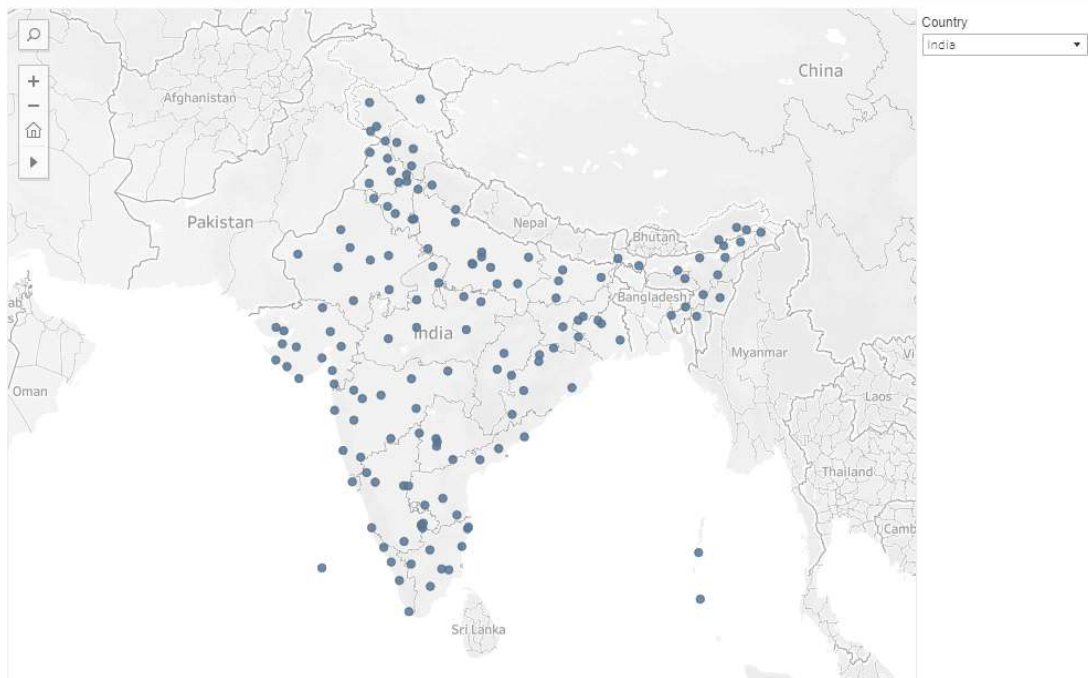 Country
India
China
Afghanistan
Pakistan
Nepal
Bhutan
Bangladesh
India
Myanmar
Oman
Laos
Thailand
Sri Lanka